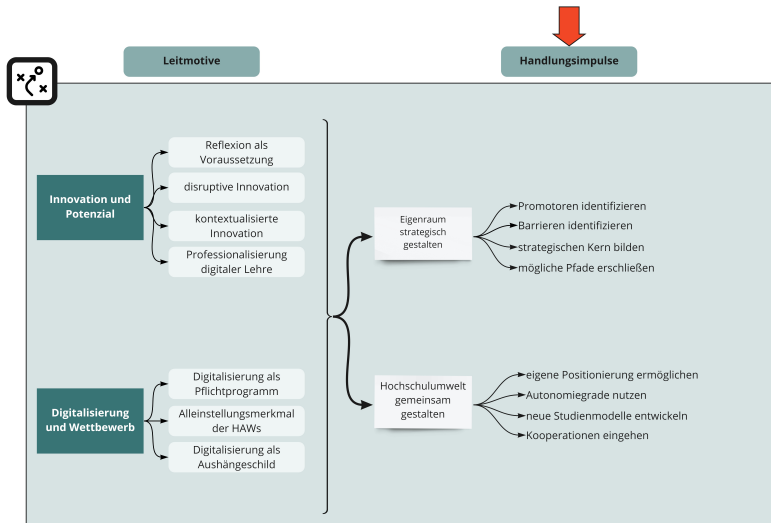 Leitmotive
Handlungsimpulse
Innovation und
Potenzial
Reflexion als
Voraussetzung
disruptive Innovation
kontextualisierte
Innovation
Professionalisierung
digitaler Lehre
Digitalisierung
und Wettbewerb
Digitalisierung als
Pflichtprogramm
Alleinstellungsmerkmal
der HAWs
Digitalisierung als
Aushängeschild
Eigenraum
strategisch
gestalten
Promotoren identifizieren
Barrieren identifizieren
strategischen Kern bilden
mögliche Pfade erschließen
Hochschulumwelt
gemeinsam
gestalten
eigene Positionierung ermöglichen
Autonomiegrade nutzen
neue Studienmodelle entwickeln
Kooperationen eingehen